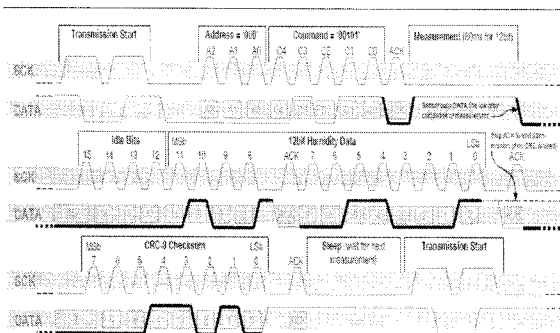 Transmission Start Address = '000' Command = '00101' Measurement (80ms for 12bit)
A2 A1 A0 C4 C3 C2 C1 C0 ACK
SCK
DATA
Idle Bits MSb 12bit Humidity Data LSb
15 14 13 12 11 10 9 8 ACK 7 6 5 4 3 2 1 0 ACK
SCK
DATA
MSb CRC-8 Checksum LSb Sleep (wait for next measurement) Transmission Start
7 6 5 4 3 2 1 0 ACK
SCK
DATA